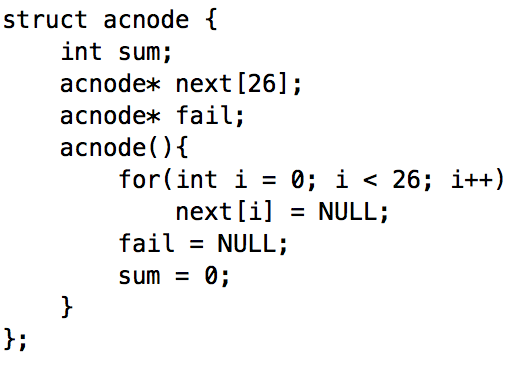 struct acnode {
    int sum;
    acnode* next[26];
    acnode* fail;
    acnode(){
        for(int i = 0; i < 26; i++)
            next[i] = NULL;
        fail = NULL;
        sum = 0;
    }
};